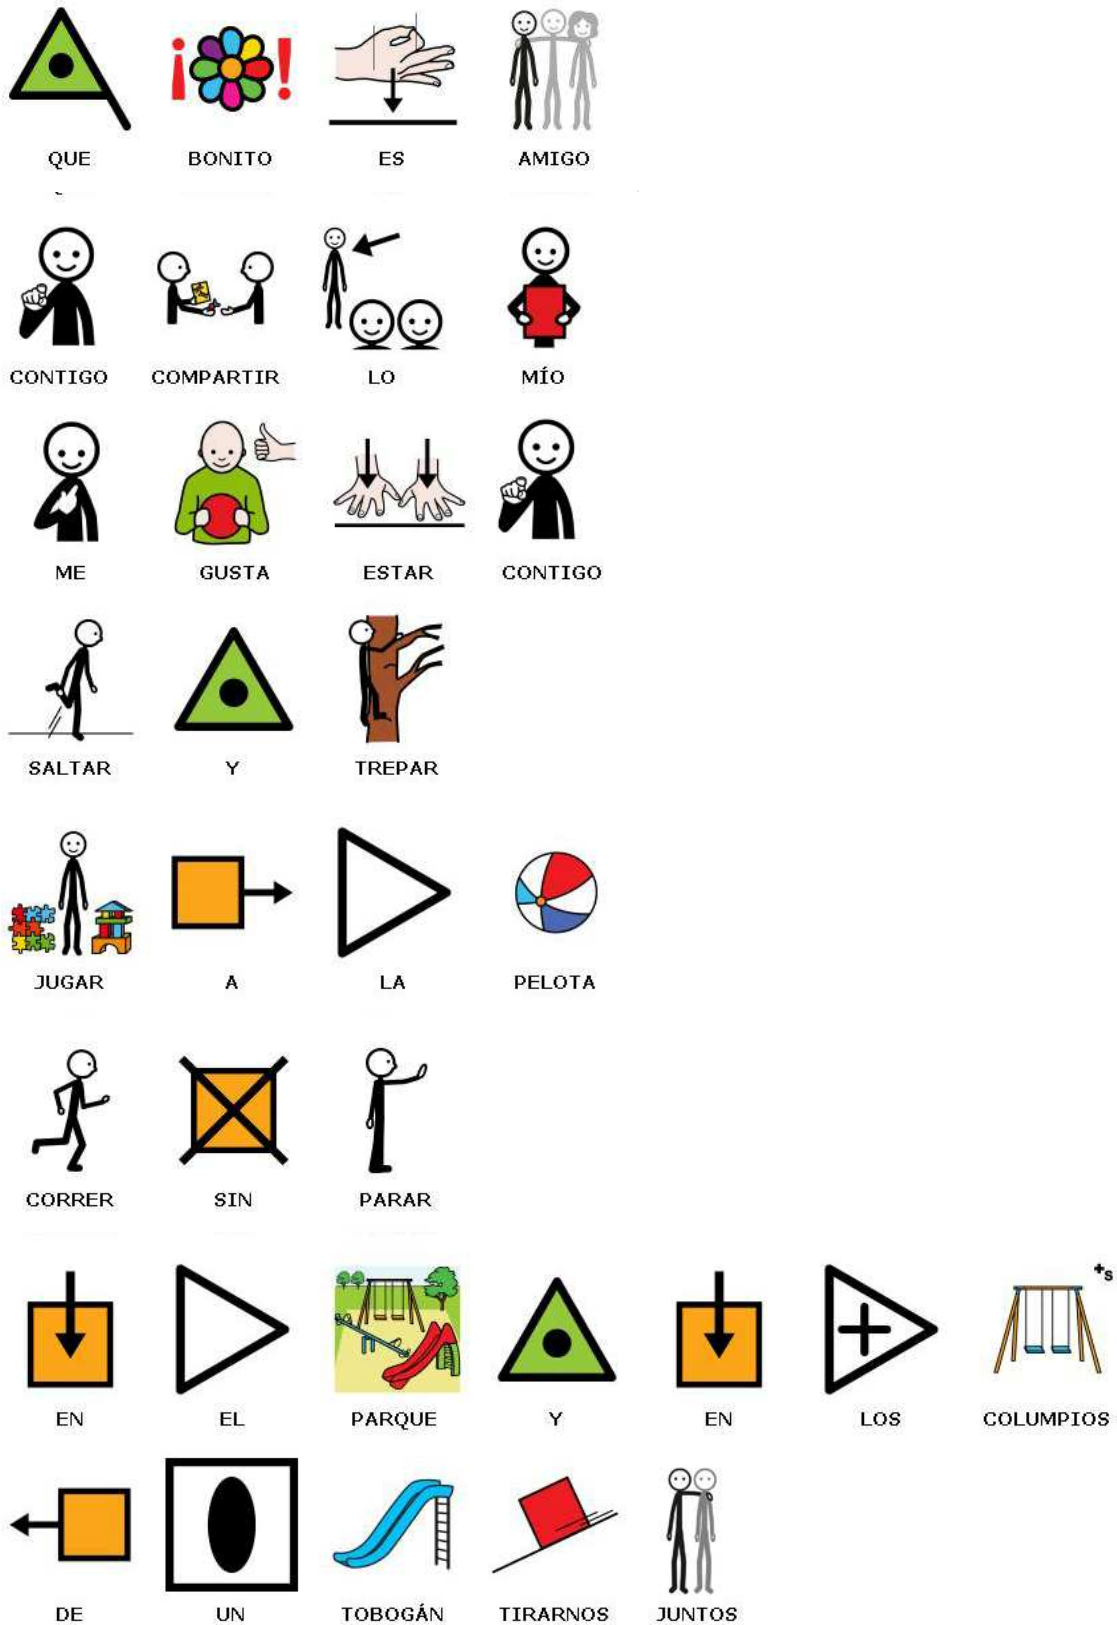 QUE BONITO ES AMIGO
CONTIGO COMPARTIR LO MÍO
ME GUSTA ESTAR CONTIGO
SALTAR Y TREPAR
JUGAR A LA PELOTA
CORRER SIN PARAR
+s
EN EL PARQUE Y EN LOS COLUMPIOS
DE UN TOBOGÁN TIRARNOS JUNTOS